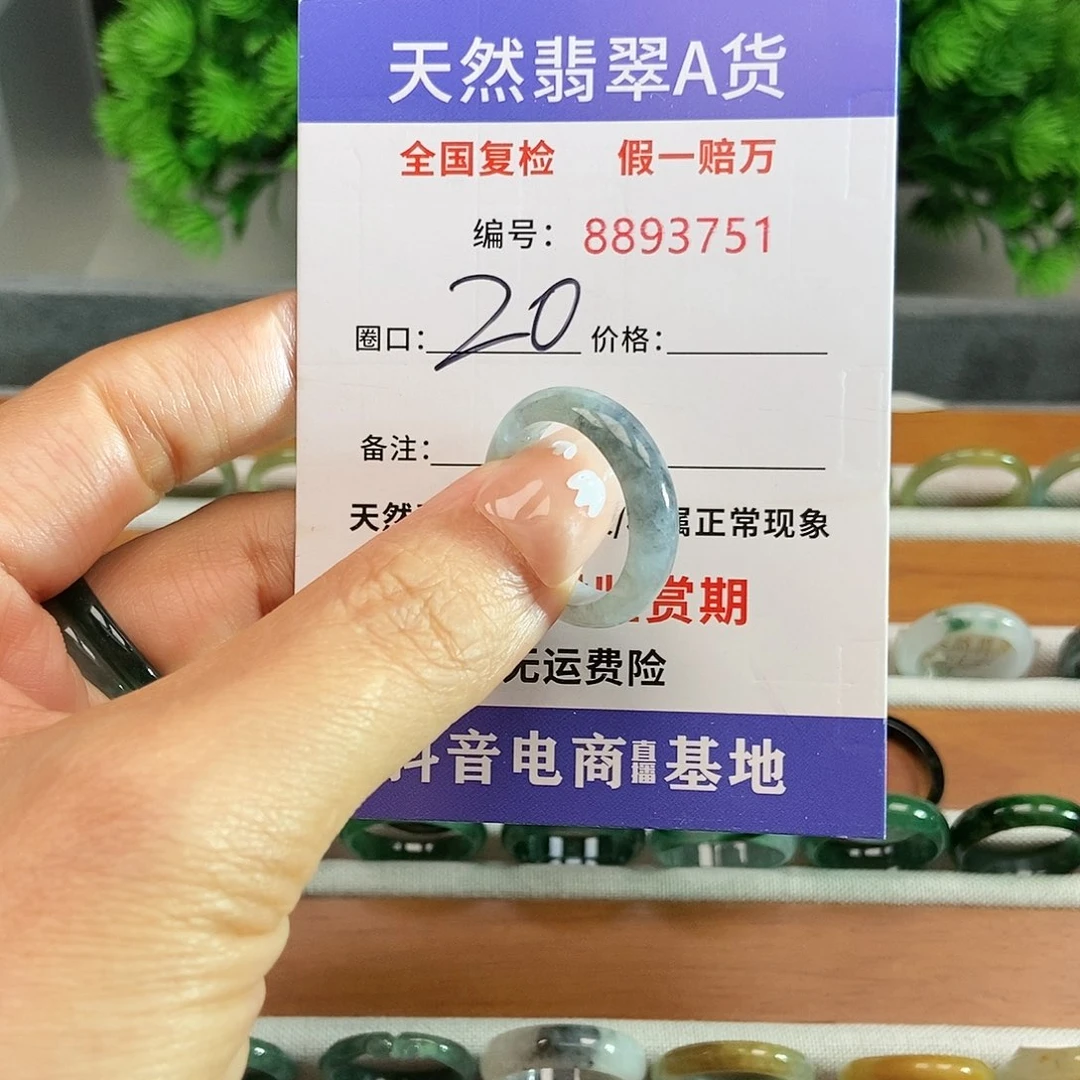 天然翡翠A货
全国复检 假一赔万
编号：8893751
圈口：20 价格：
备注：
天然 属正常现象
赏期
无运费险
抖音电商直播基地